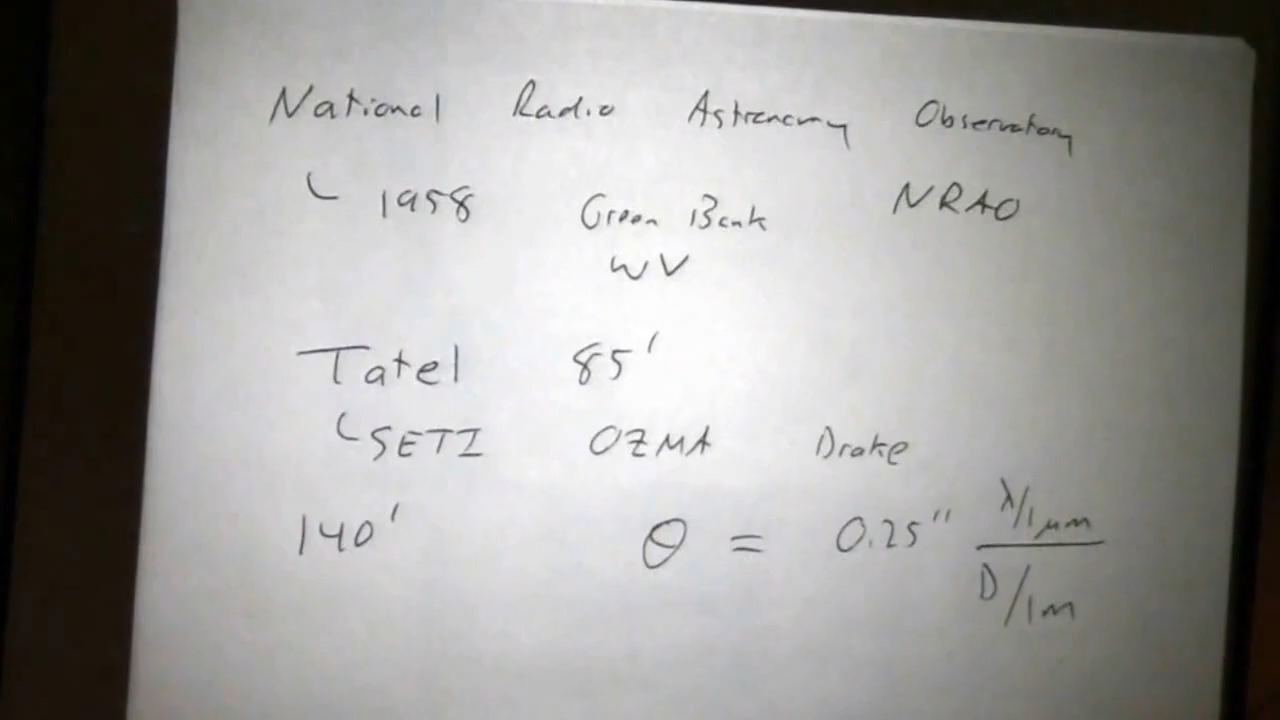 National Radio Astronomy Observatory
1958 Green Bank NRAO
WV
Tatel 85'
SETI OZMA Drake
140' θ = 0.25" λ/1μm / D/1m